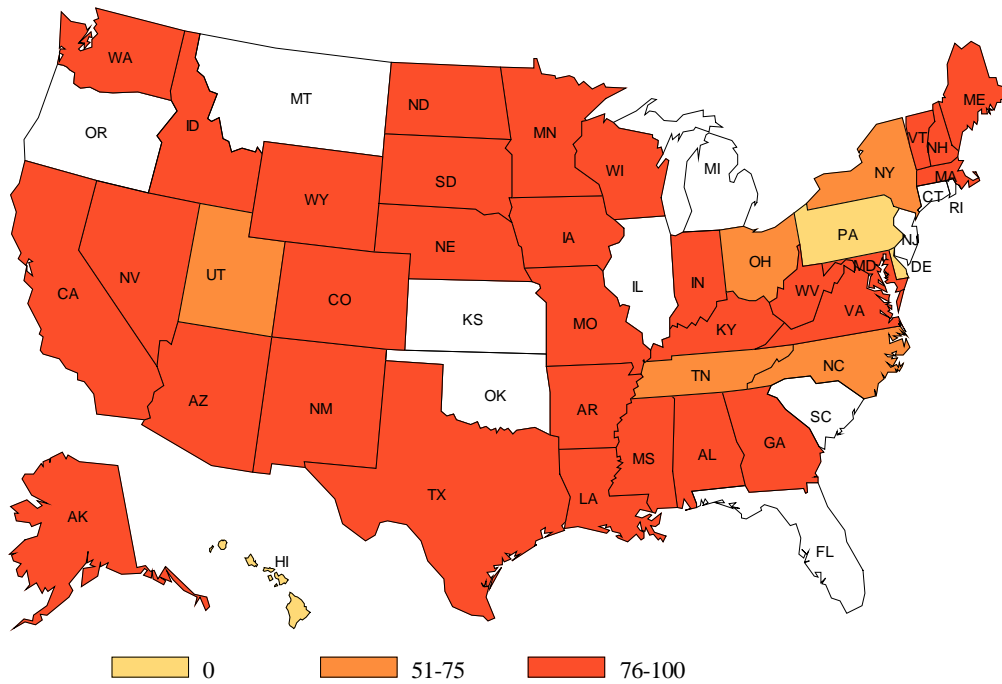 WA
MT
ND
MN
ME
OR
ID
VT
NH
WI
SD
MI
NY
MA
WY
CT
RI
IA
NE
PA
NJ
NV
UT
OH
MD
DE
IL
IN
CA
CO
WV
VA
KS
MO
KY
NC
TN
AZ
NM
OK
AR
SC
MS
AL
GA
TX
LA
AK
FL
HI
0 51-75 76-100